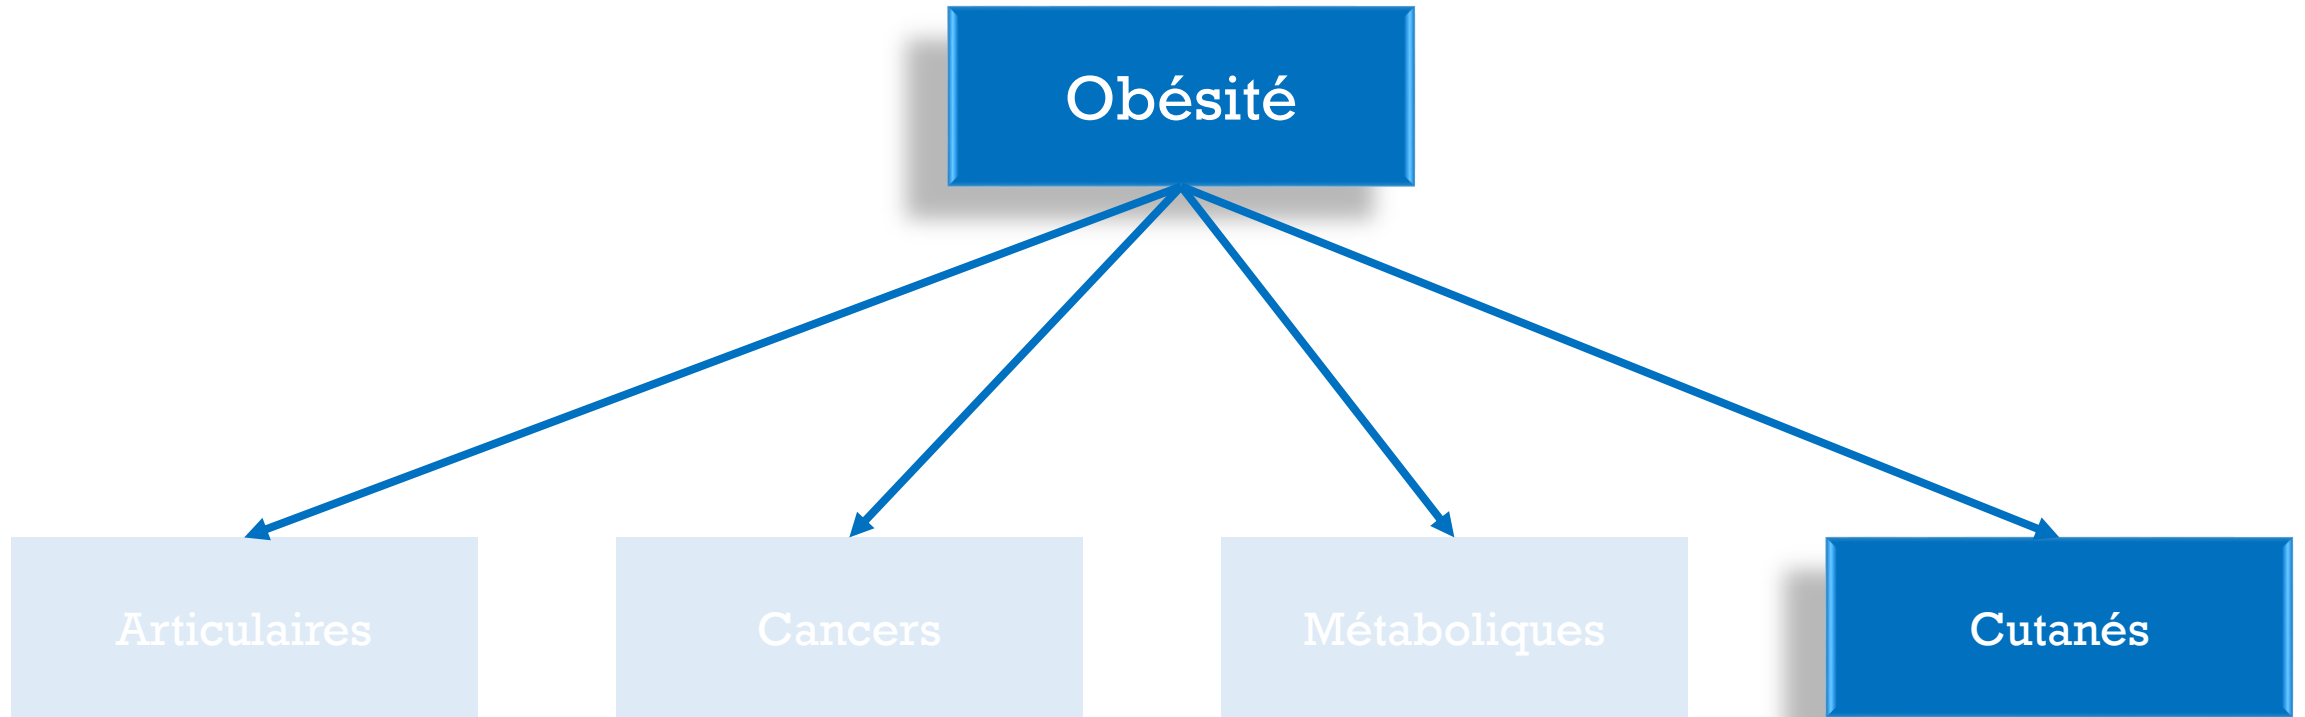 Obésité
Articulaires
Cancers
Métaboliques
Cutanés